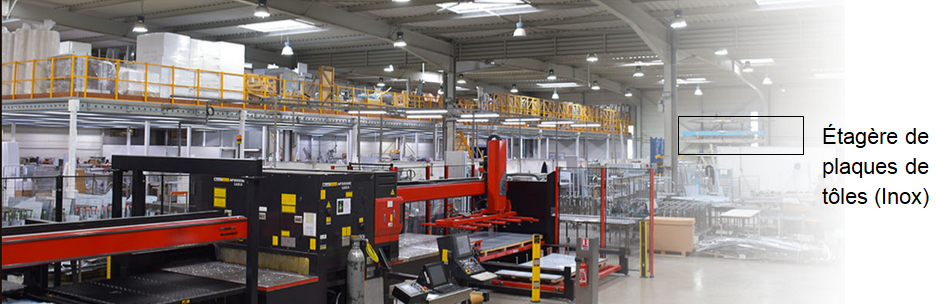 Étagère de
plaques de
tôles (Inox)